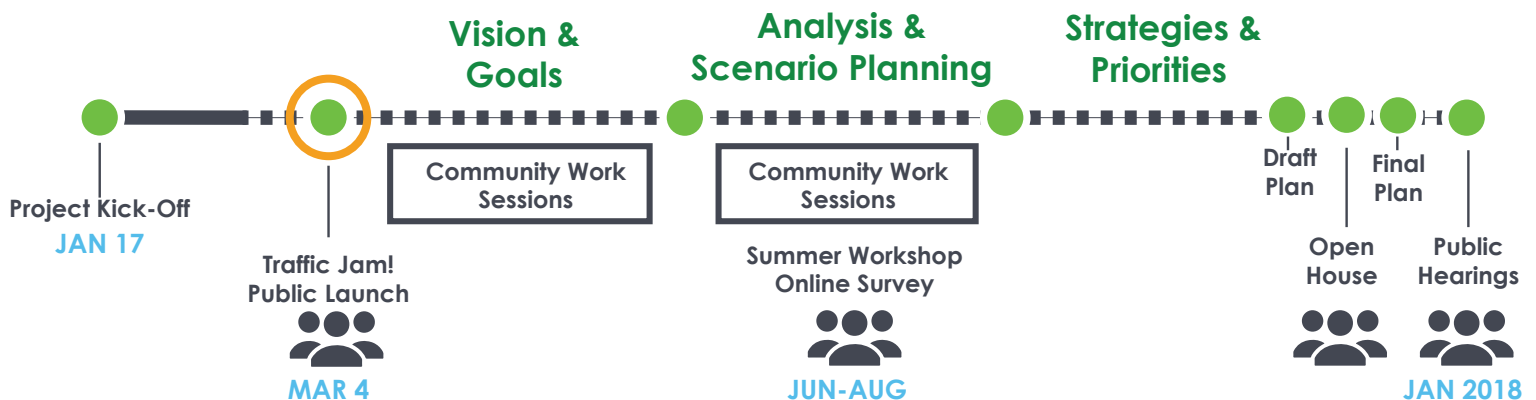 Vision &
Goals
Analysis &
Scenario Planning
Strategies &
Priorities
Project Kick-Off
JAN 17
Traffic Jam!
Public Launch
MAR 4
Community Work
Sessions
Community Work
Sessions
Summer Workshop
Online Survey
JUN-AUG
Draft
Plan
Open
House
Final
Plan
Public
Hearings
JAN 2018